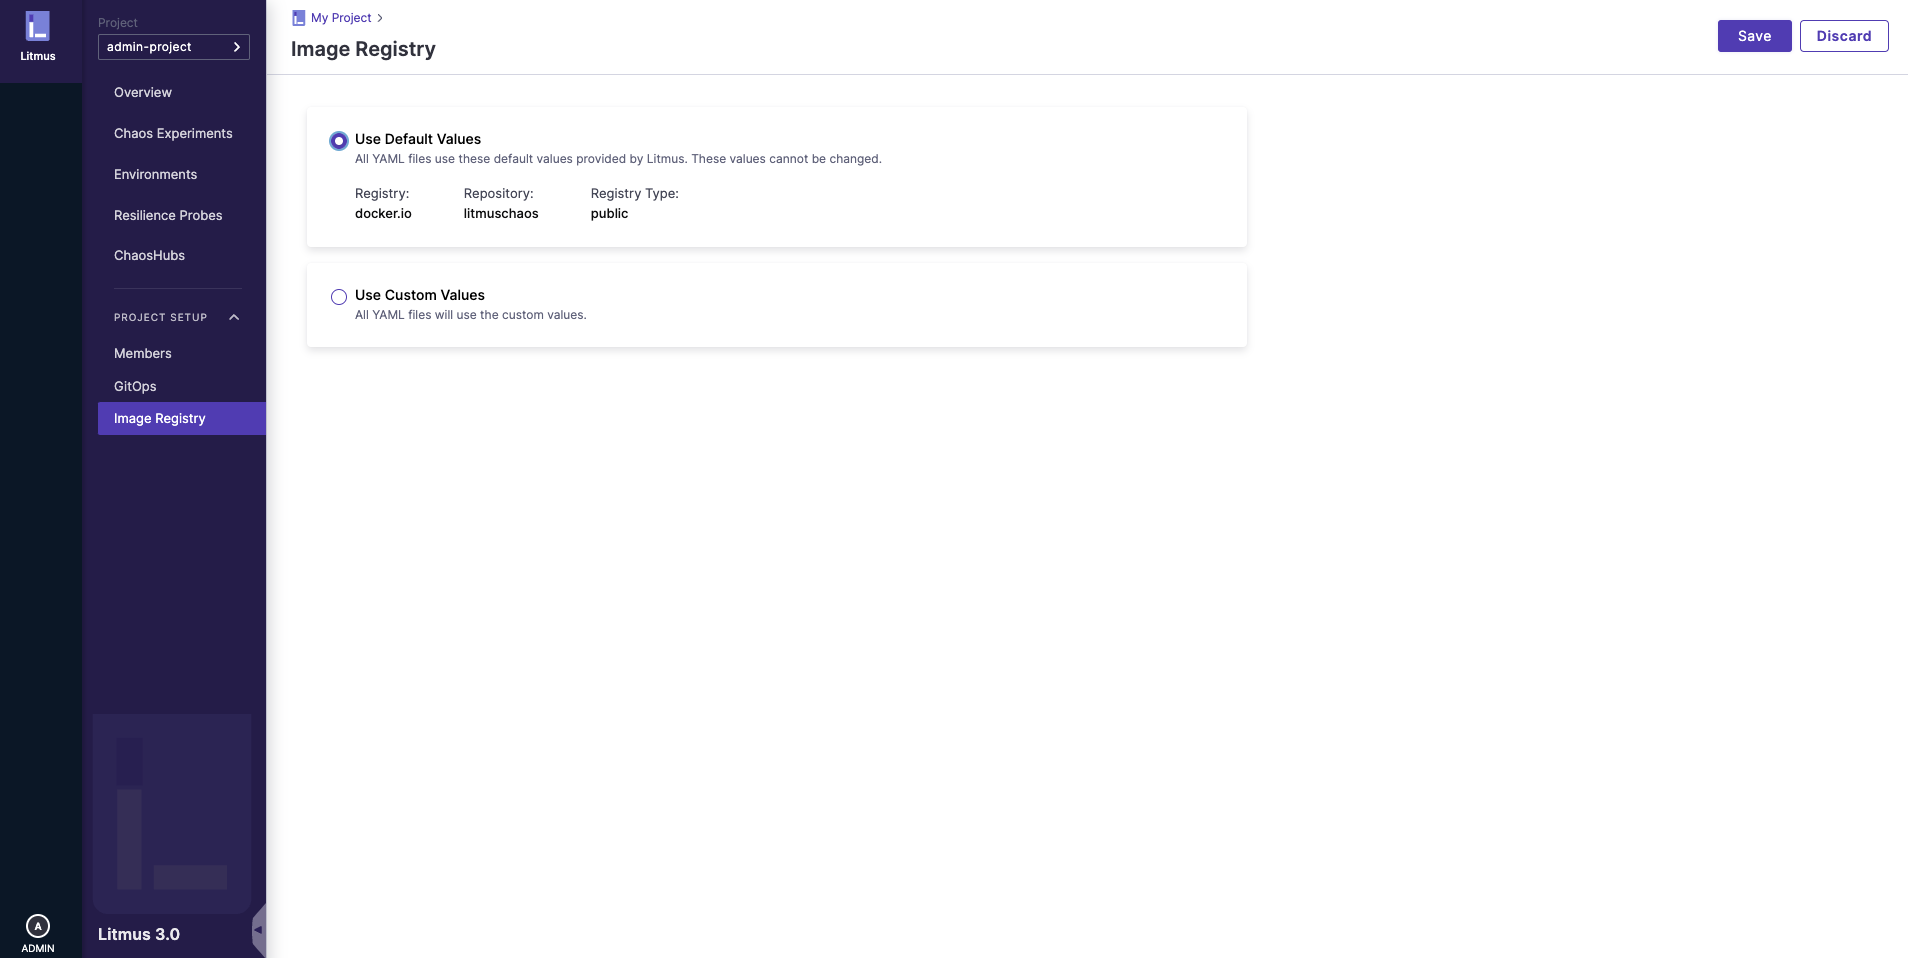 Litmus
Project
admin-project
Overview
Chaos Experiments
Environments
Resilience Probes
ChaosHubs
PROJECT SETUP
Members
GitOps
Image Registry
Litmus 3.0
A
ADMIN
My Project
Image Registry
Save
Discard
Use Default Values
All YAML files use these default values provided by Litmus. These values cannot be changed.
Registry: Repository: Registry Type:
docker.io litmuschaos public
Use Custom Values
All YAML files will use the custom values.